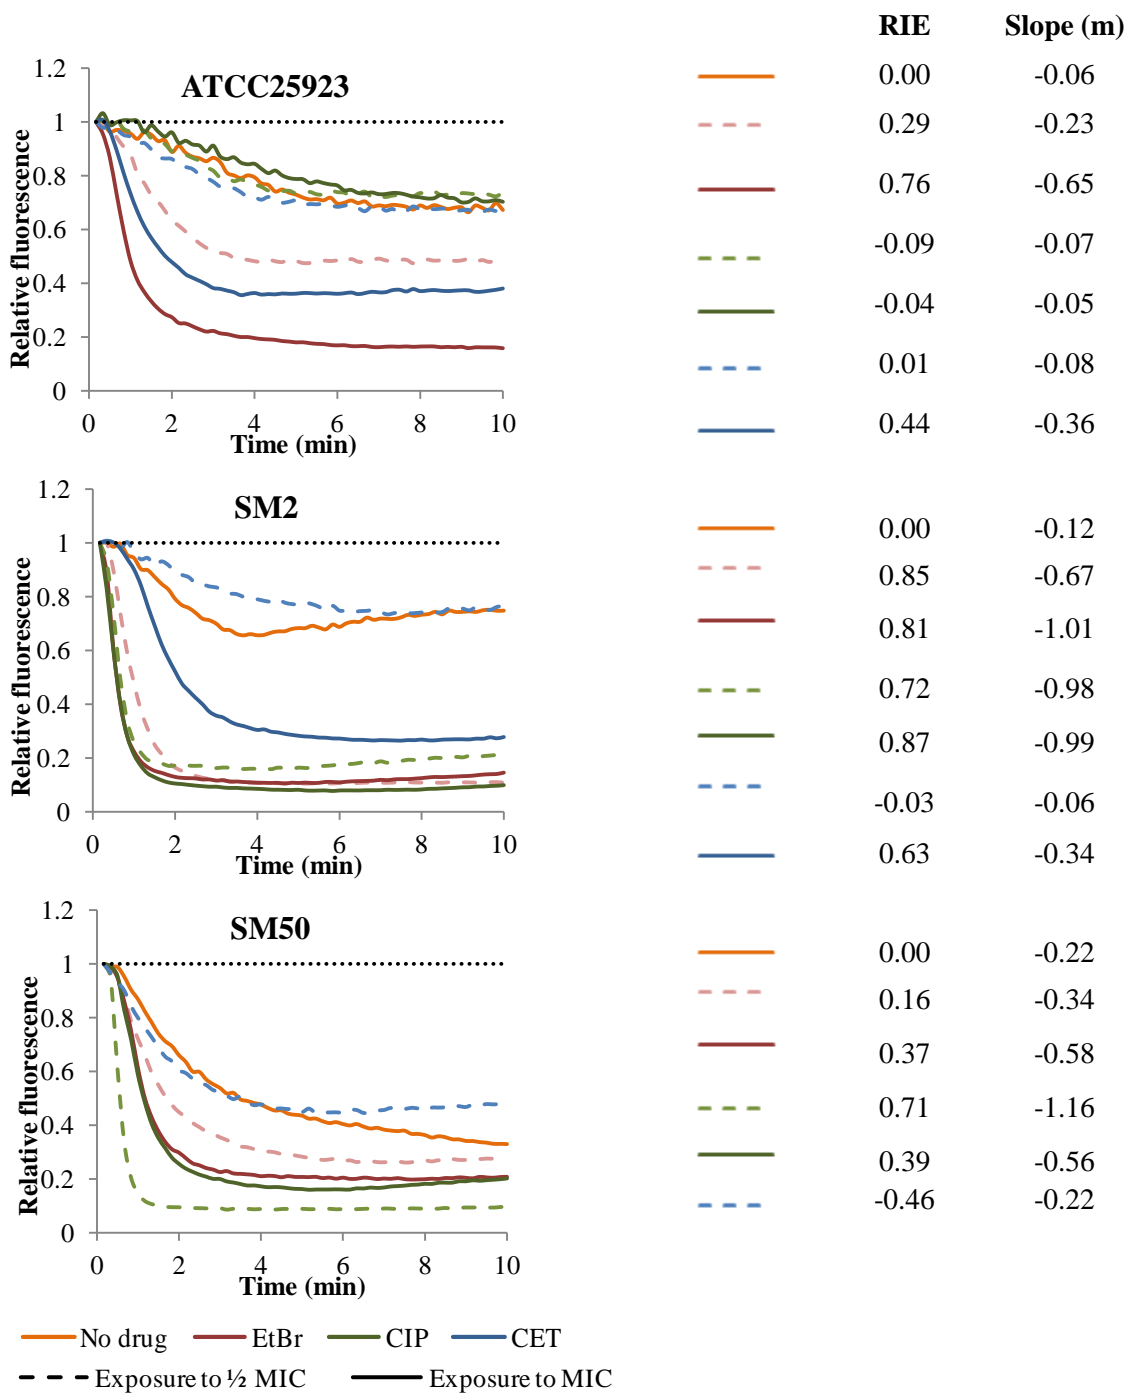 RIE Slope (m)
ATCC25923
1.2
1
0.8
0.6
0.4
0.2
0
Relative fluorescence
0 2 4 6 8 10
Time (min)
0.00 -0.06
0.29 -0.23
0.76 -0.65
-0.09 -0.07
-0.04 -0.05
0.01 -0.08
0.44 -0.36
SM2
1.2
1
0.8
0.6
0.4
0.2
0
Relative fluorescence
0 2 4 6 8 10
Time (min)
0.00 -0.12
0.85 -0.67
0.81 -1.01
0.72 -0.98
0.87 -0.99
-0.03 -0.06
0.63 -0.34
SM50
1.2
1
0.8
0.6
0.4
0.2
0
Relative fluorescence
0 2 4 6 8 10
Time (min)
0.00 -0.22
0.16 -0.34
0.37 -0.58
0.71 -1.16
0.39 -0.56
-0.46 -0.22
No drug EtBr CIP CET
Exposure to ½ MIC Exposure to MIC